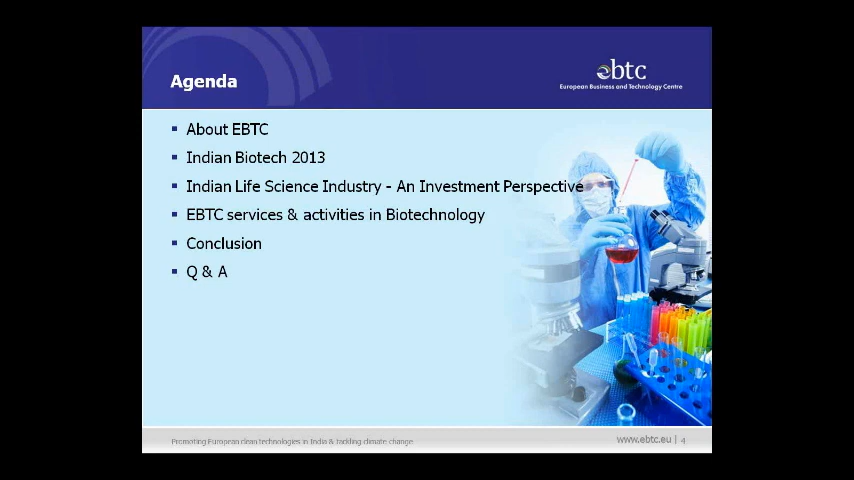 Agenda
ebtc
European Business and Technology Centre
About EBTC
Indian Biotech 2013
Indian Life Science Industry - An Investment Perspective
EBTC services & activities in Biotechnology
Conclusion
Q & A
Promoting European clean technologies in India & tackling climate change
www.ebtc.eu | 4